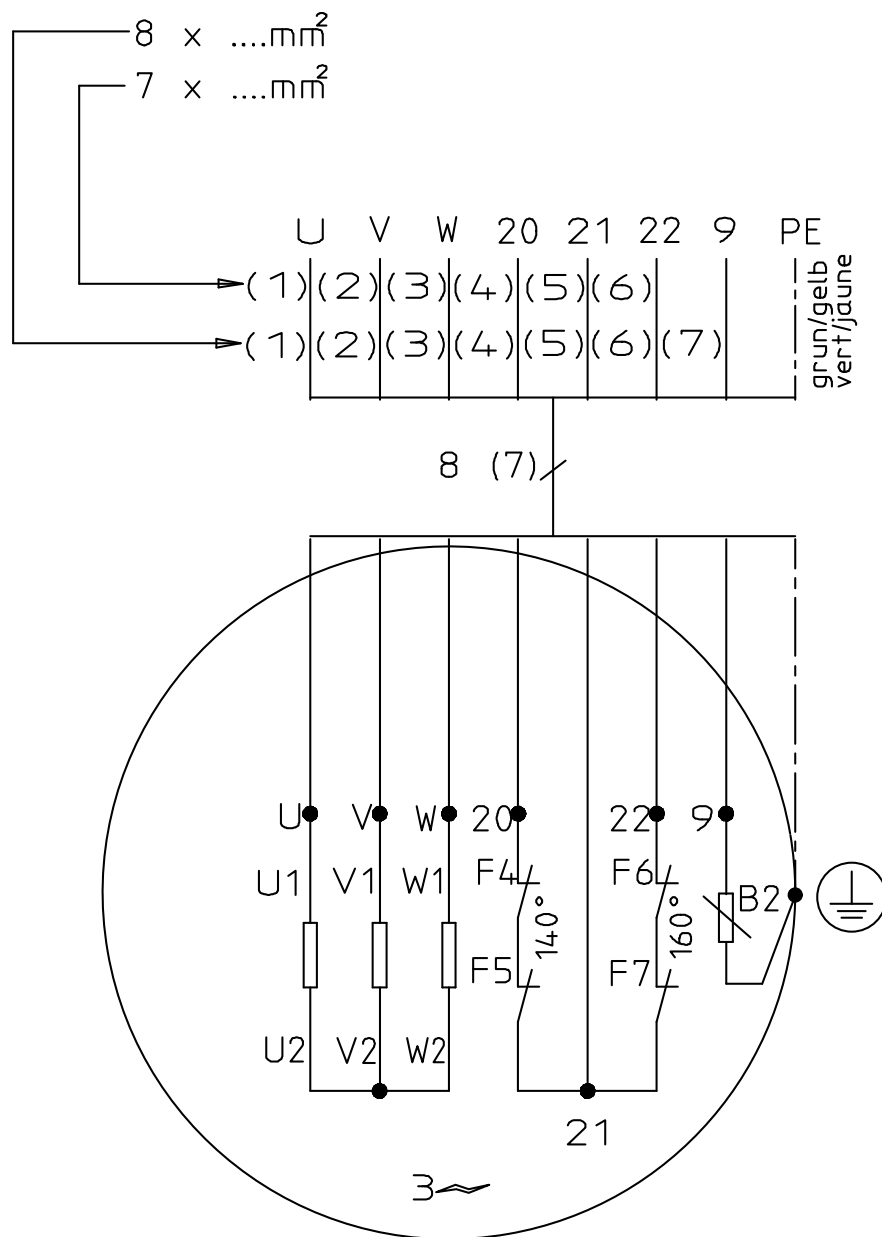 8 x ....mm²
7 x ....mm²
U V W 20 21 22 9 PE
(1) (2) (3) (4) (5) (6)
(1) (2) (3) (4) (5) (6) (7)
grun/gelb
vert/jaune
8 (7)
U V W 20 22 9
U1 V1 W1 F4 F6 B2
140° 160°
F5 F7
U2 V2 W2
21
3~